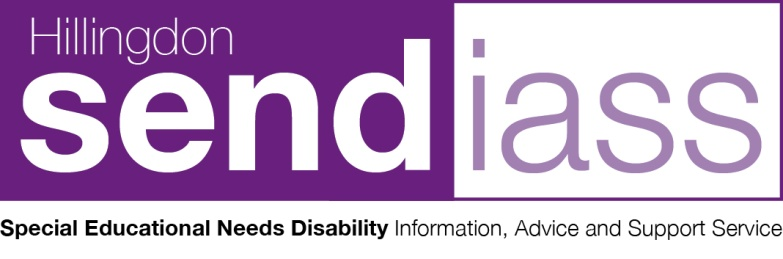 Hillingdon
sendiass
Special Educational Needs Disability Information, Advice and Support Service